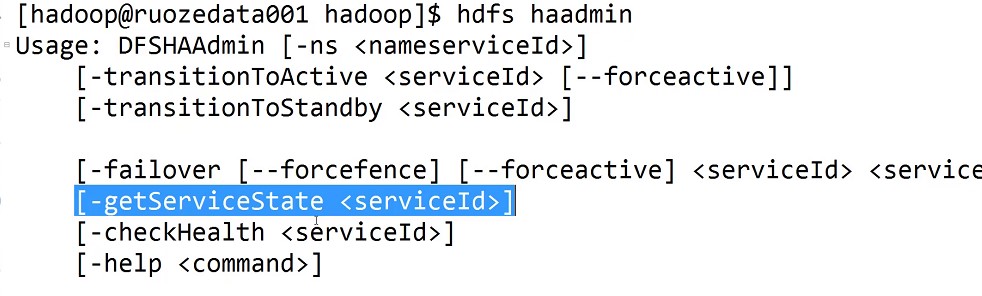 [hadoop@ruozedata001 hadoop]$ hdfs haadmin
Usage: DFSHAAdmin [-ns <nameserviceId>]
[-transitionToActive <serviceId> [--forceactive]]
[-transitionToStandby <serviceId>]
[-failover [--forcefence] [--forceactive] <serviceId> <service
[-getServiceState <serviceId>]
[-checkHealth <serviceId>]
[-help <command>]